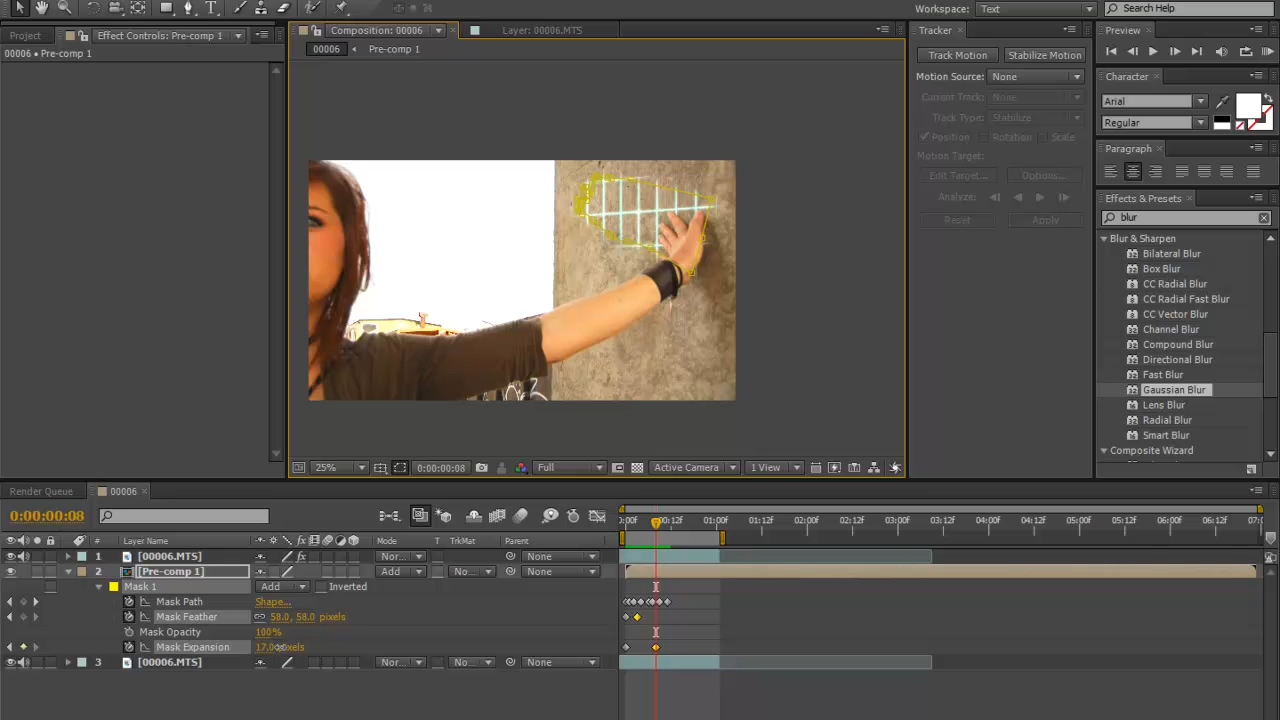 Workspace: Text
Search Help
Project
Effect Controls: Pre-comp 1
Composition: 00006
Layer: 00006.MTS
Tracker
Preview
00006 • Pre-comp 1
00006
Pre-comp 1
Track Motion
Stabilize Motion
Motion Source:
None
Current Track:
None
Track Type:
Stabilize
Position
Rotation
Scale
Motion Target:
Edit Target...
Options...
Analyze:
Reset
Apply
Character
Arial
Regular
Paragraph
Effects & Presets
blur
Blur & Sharpen
Bilateral Blur
Box Blur
CC Radial Blur
CC Radial Fast Blur
CC Vector Blur
Channel Blur
Compound Blur
Directional Blur
Fast Blur
Gaussian Blur
Lens Blur
Radial Blur
Smart Blur
Composite Wizard
25%
0:00:00:08
Full
Active Camera
1 View
Render Queue
00006
0:00:00:08
:00f 00:12f 01:00f 01:12f 02:00f 02:12f 03:00f 03:12f 04:00f 04:12f 05:00f 05:12f 06:00f 06:12f 07:0
# Layer Name Mode T TrkMat Parent
1 [00006.MTS] Nor... None
2 [Pre-comp 1] Add No... None
Mask 1 Add Inverted
Mask Path Shape...
Mask Feather 58.0, 58.0 pixels
Mask Opacity 100%
Mask Expansion
3 [00006.MTS] Nor... No... None